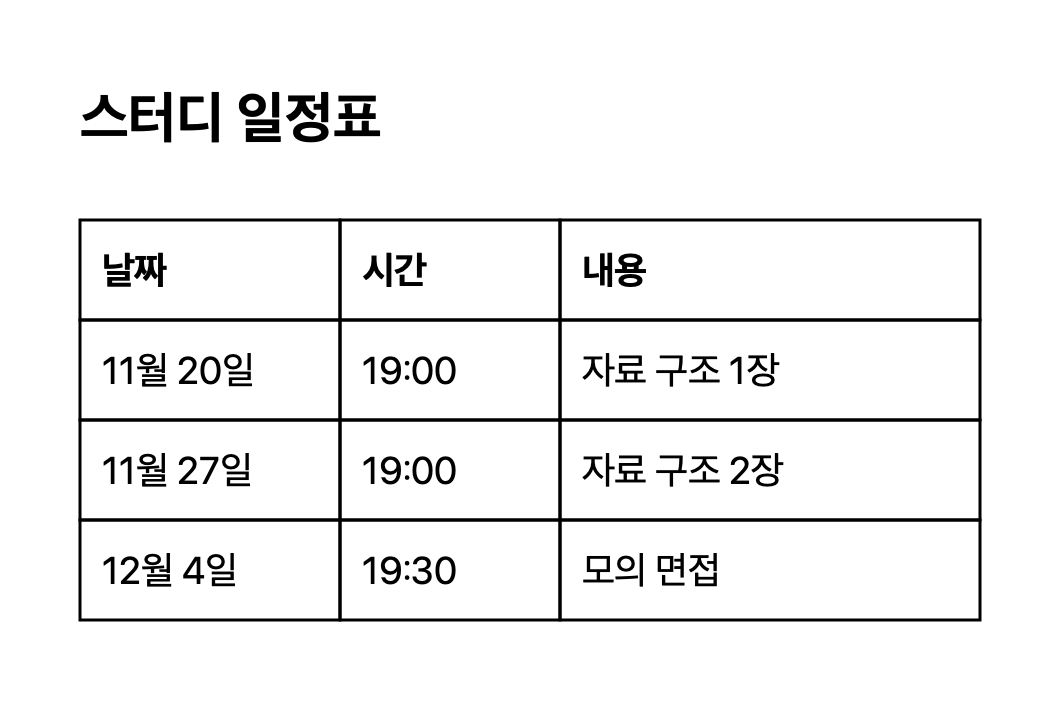 스터디 일정표
날짜 시간 내용
11월 20일 19:00 자료 구조 1장
11월 27일 19:00 자료 구조 2장
12월 4일 19:30 모의 면접